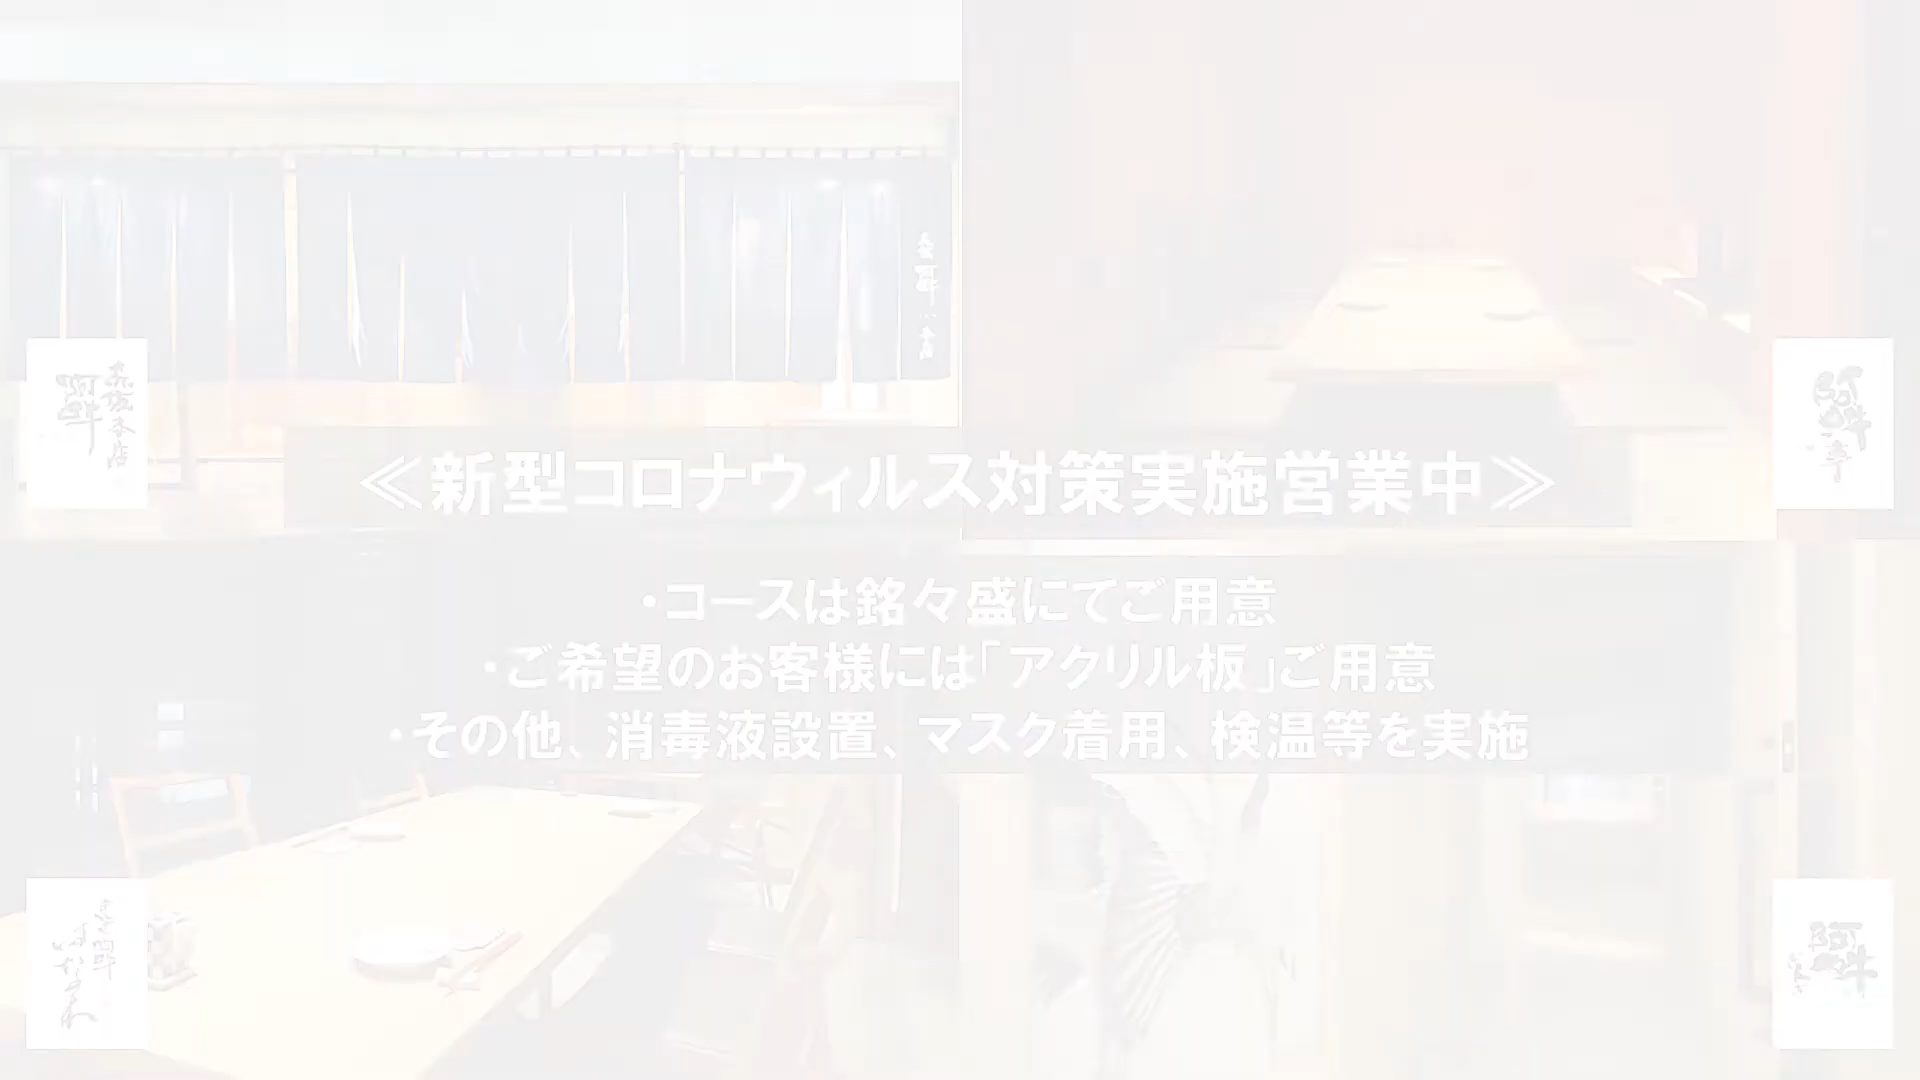 ≪新型コロナウィルス対策実施営業中≫
・コースは銘々盛にてご用意
・ご希望のお客様には「アクリル板」ご用意
・その他、消毒液設置、マスク着用、検温等を実施